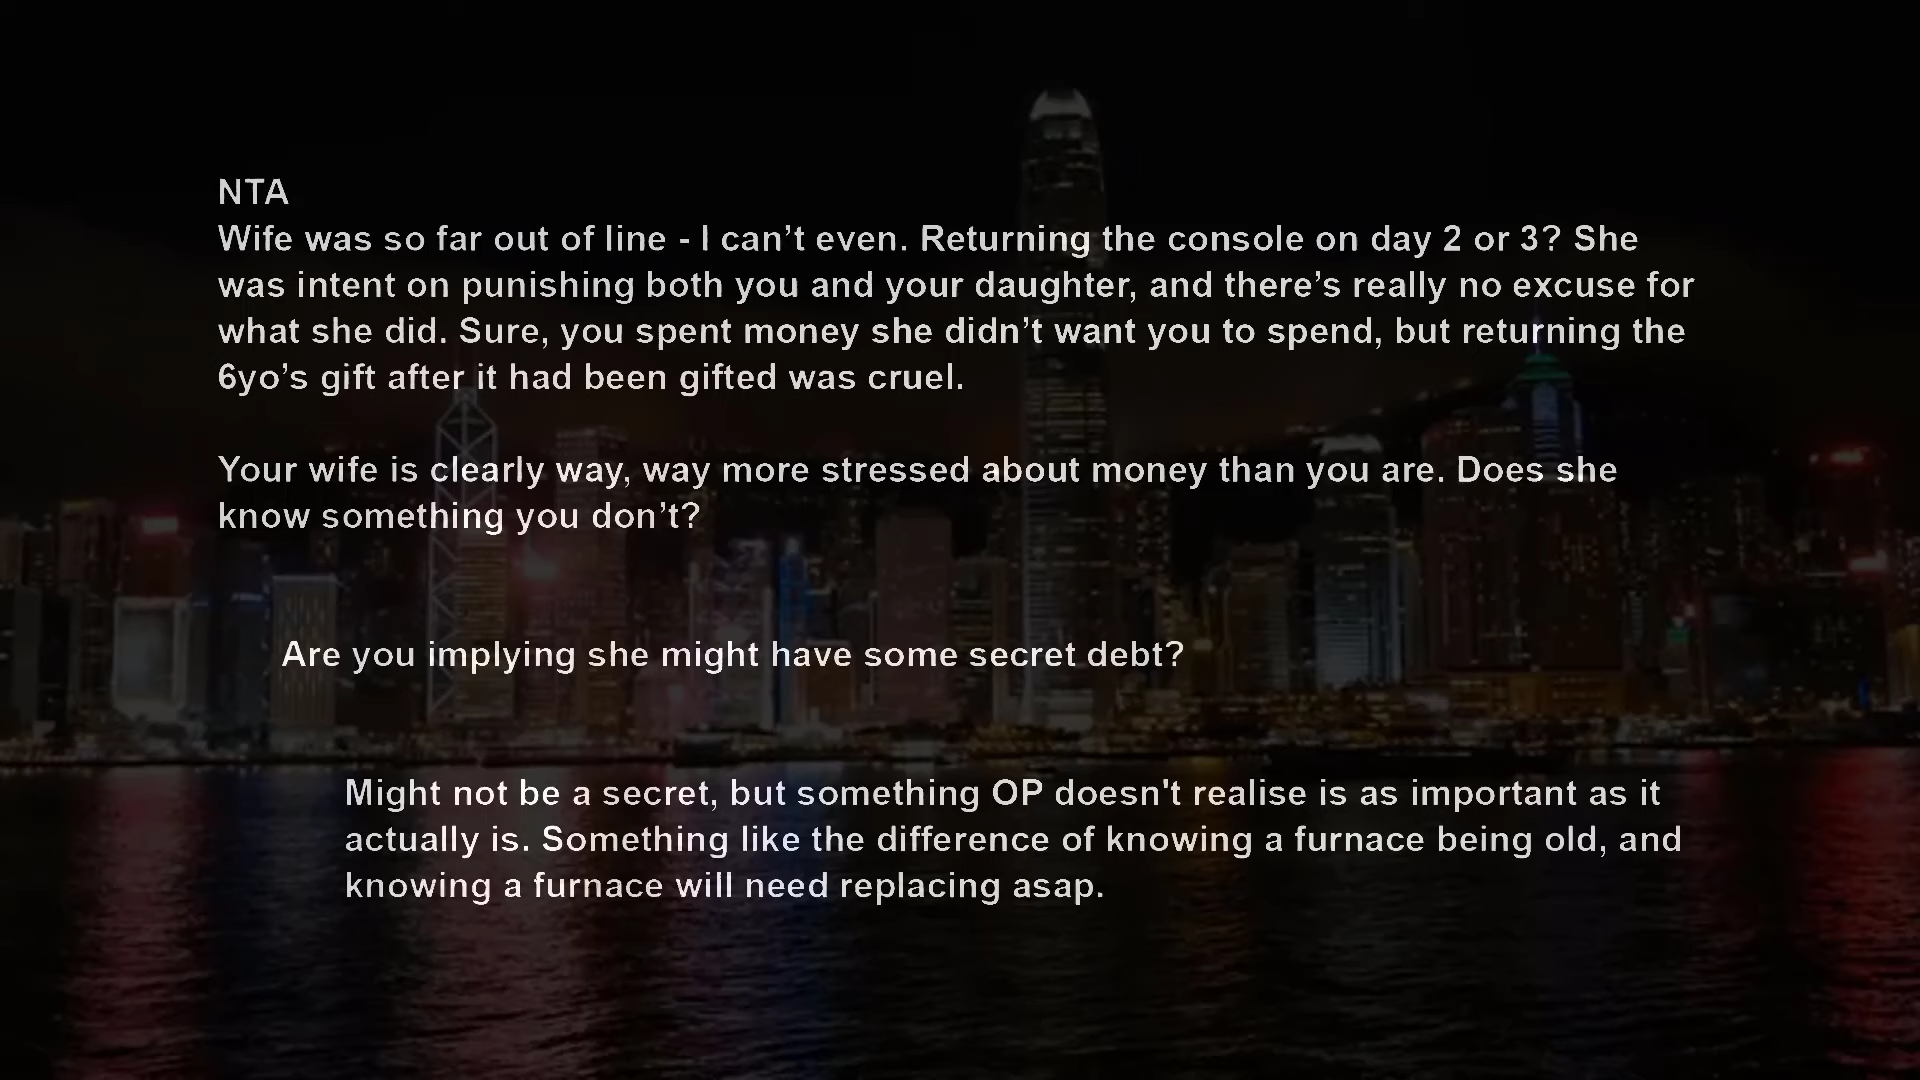 NTA
Wife was so far out of line - I can’t even. Returning the console on day 2 or 3? She
was intent on punishing both you and your daughter, and there’s really no excuse for
what she did. Sure, you spent money she didn’t want you to spend, but returning the
6yo’s gift after it had been gifted was cruel.
Your wife is clearly way, way more stressed about money than you are. Does she
know something you don’t?
Are you implying she might have some secret debt?
Might not be a secret, but something OP doesn't realise is as important as it
actually is. Something like the difference of knowing a furnace being old, and
knowing a furnace will need replacing asap.